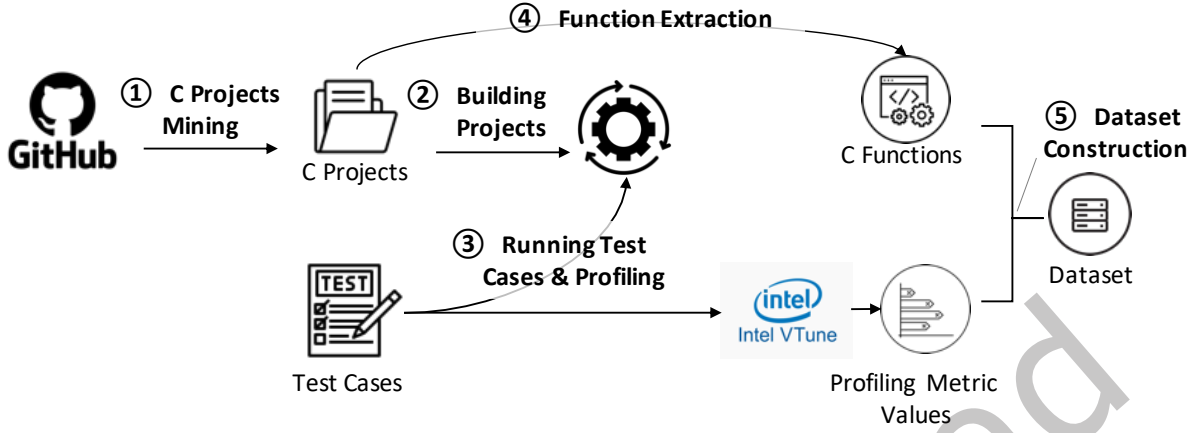 ④ Function Extraction
① C Projects
Mining
② Building
Projects
GitHub
C Projects
</>
C Functions
⑤ Dataset
Construction
③ Running Test
Cases & Profiling
TEST
intel
Intel VTune
Dataset
Test Cases
Profiling Metric
Values